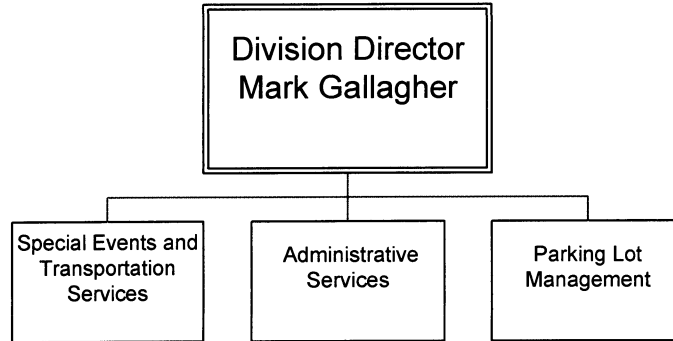 Division Director
Mark Gallagher
Special Events and
Transportation
Services
Administrative
Services
Parking Lot
Management